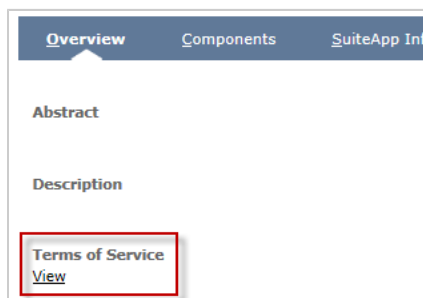 Overview Components SuiteApp Inf
Abstract
Description
Terms of Service
View